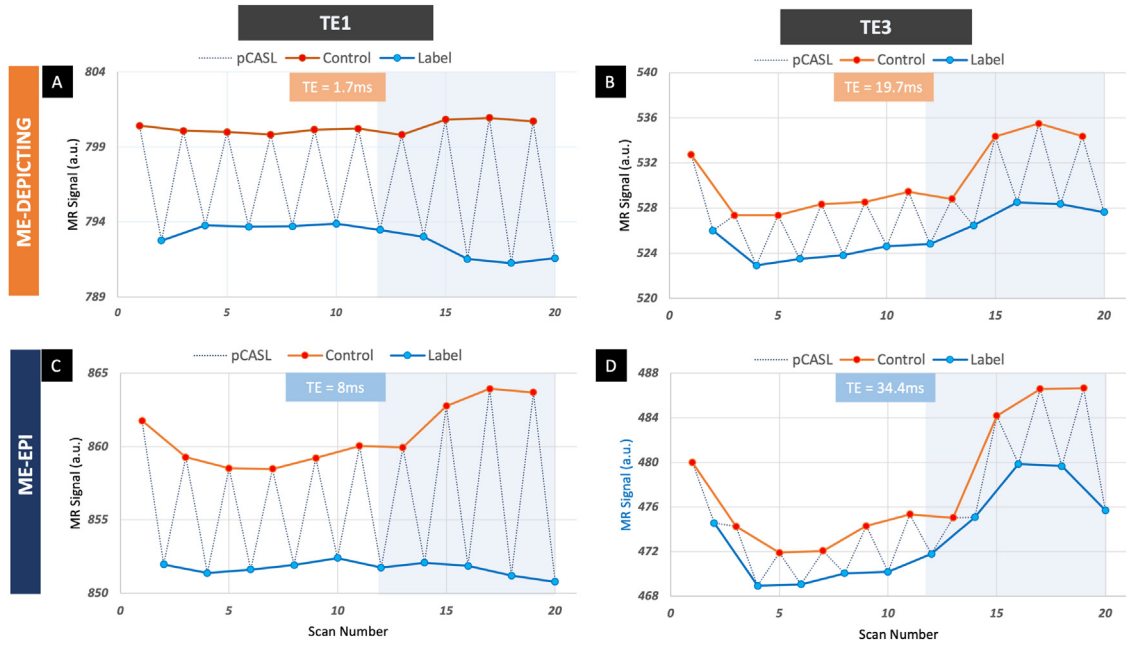 TE1
TE3
ME-DEPICTING
A
pCASL Control Label
TE = 1.7ms
MR Signal (a.u.)
804
799
794
789
0 5 10 15 20
B
pCASL Control Label
TE = 19.7ms
MR Signal (a.u.)
540
536
532
528
524
520
0 5 10 15 20
ME-EPI
C
pCASL Control Label
TE = 8ms
MR Signal (a.u.)
865
860
855
850
0 5 10 15 20
Scan Number
D
pCASL Control Label
TE = 34.4ms
MR Signal (a.u.)
488
484
480
476
472
468
0 5 10 15 20
Scan Number